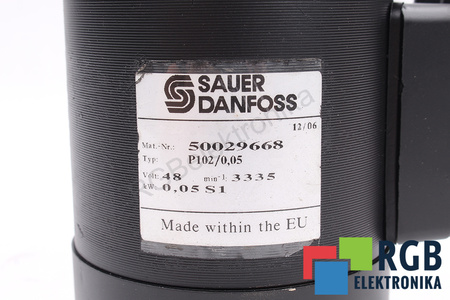 SAUER
DANFOSS
12/06
Mat.-Nr.: 50029668
Typ: P102/0,05
Volt: 48 min-1: 3335
kW: 0,05 S1
Made within the EU
RGBelektronika
RGB
ELEKTRONIKA